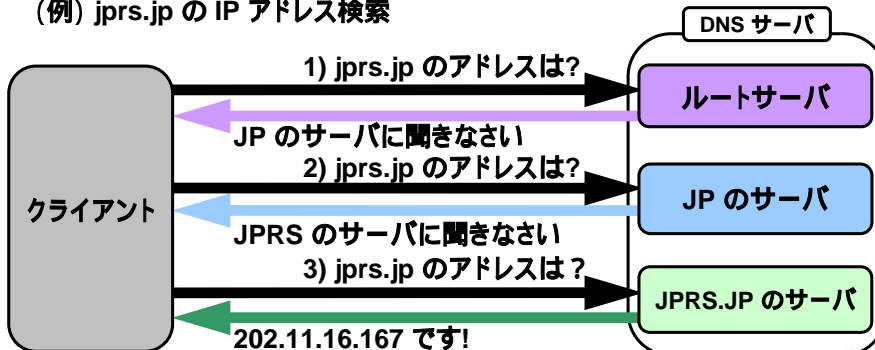 (例) jprs.jp の IP アドレス検索
DNS サーバ
1) jprs.jp のアドレスは?
ルートサーバ
JP のサーバに聞きなさい
2) jprs.jp のアドレスは?
クライアント
JP のサーバ
JPRS のサーバに聞きなさい
3) jprs.jp のアドレスは?
JPRS.JP のサーバ
202.11.16.167 です!